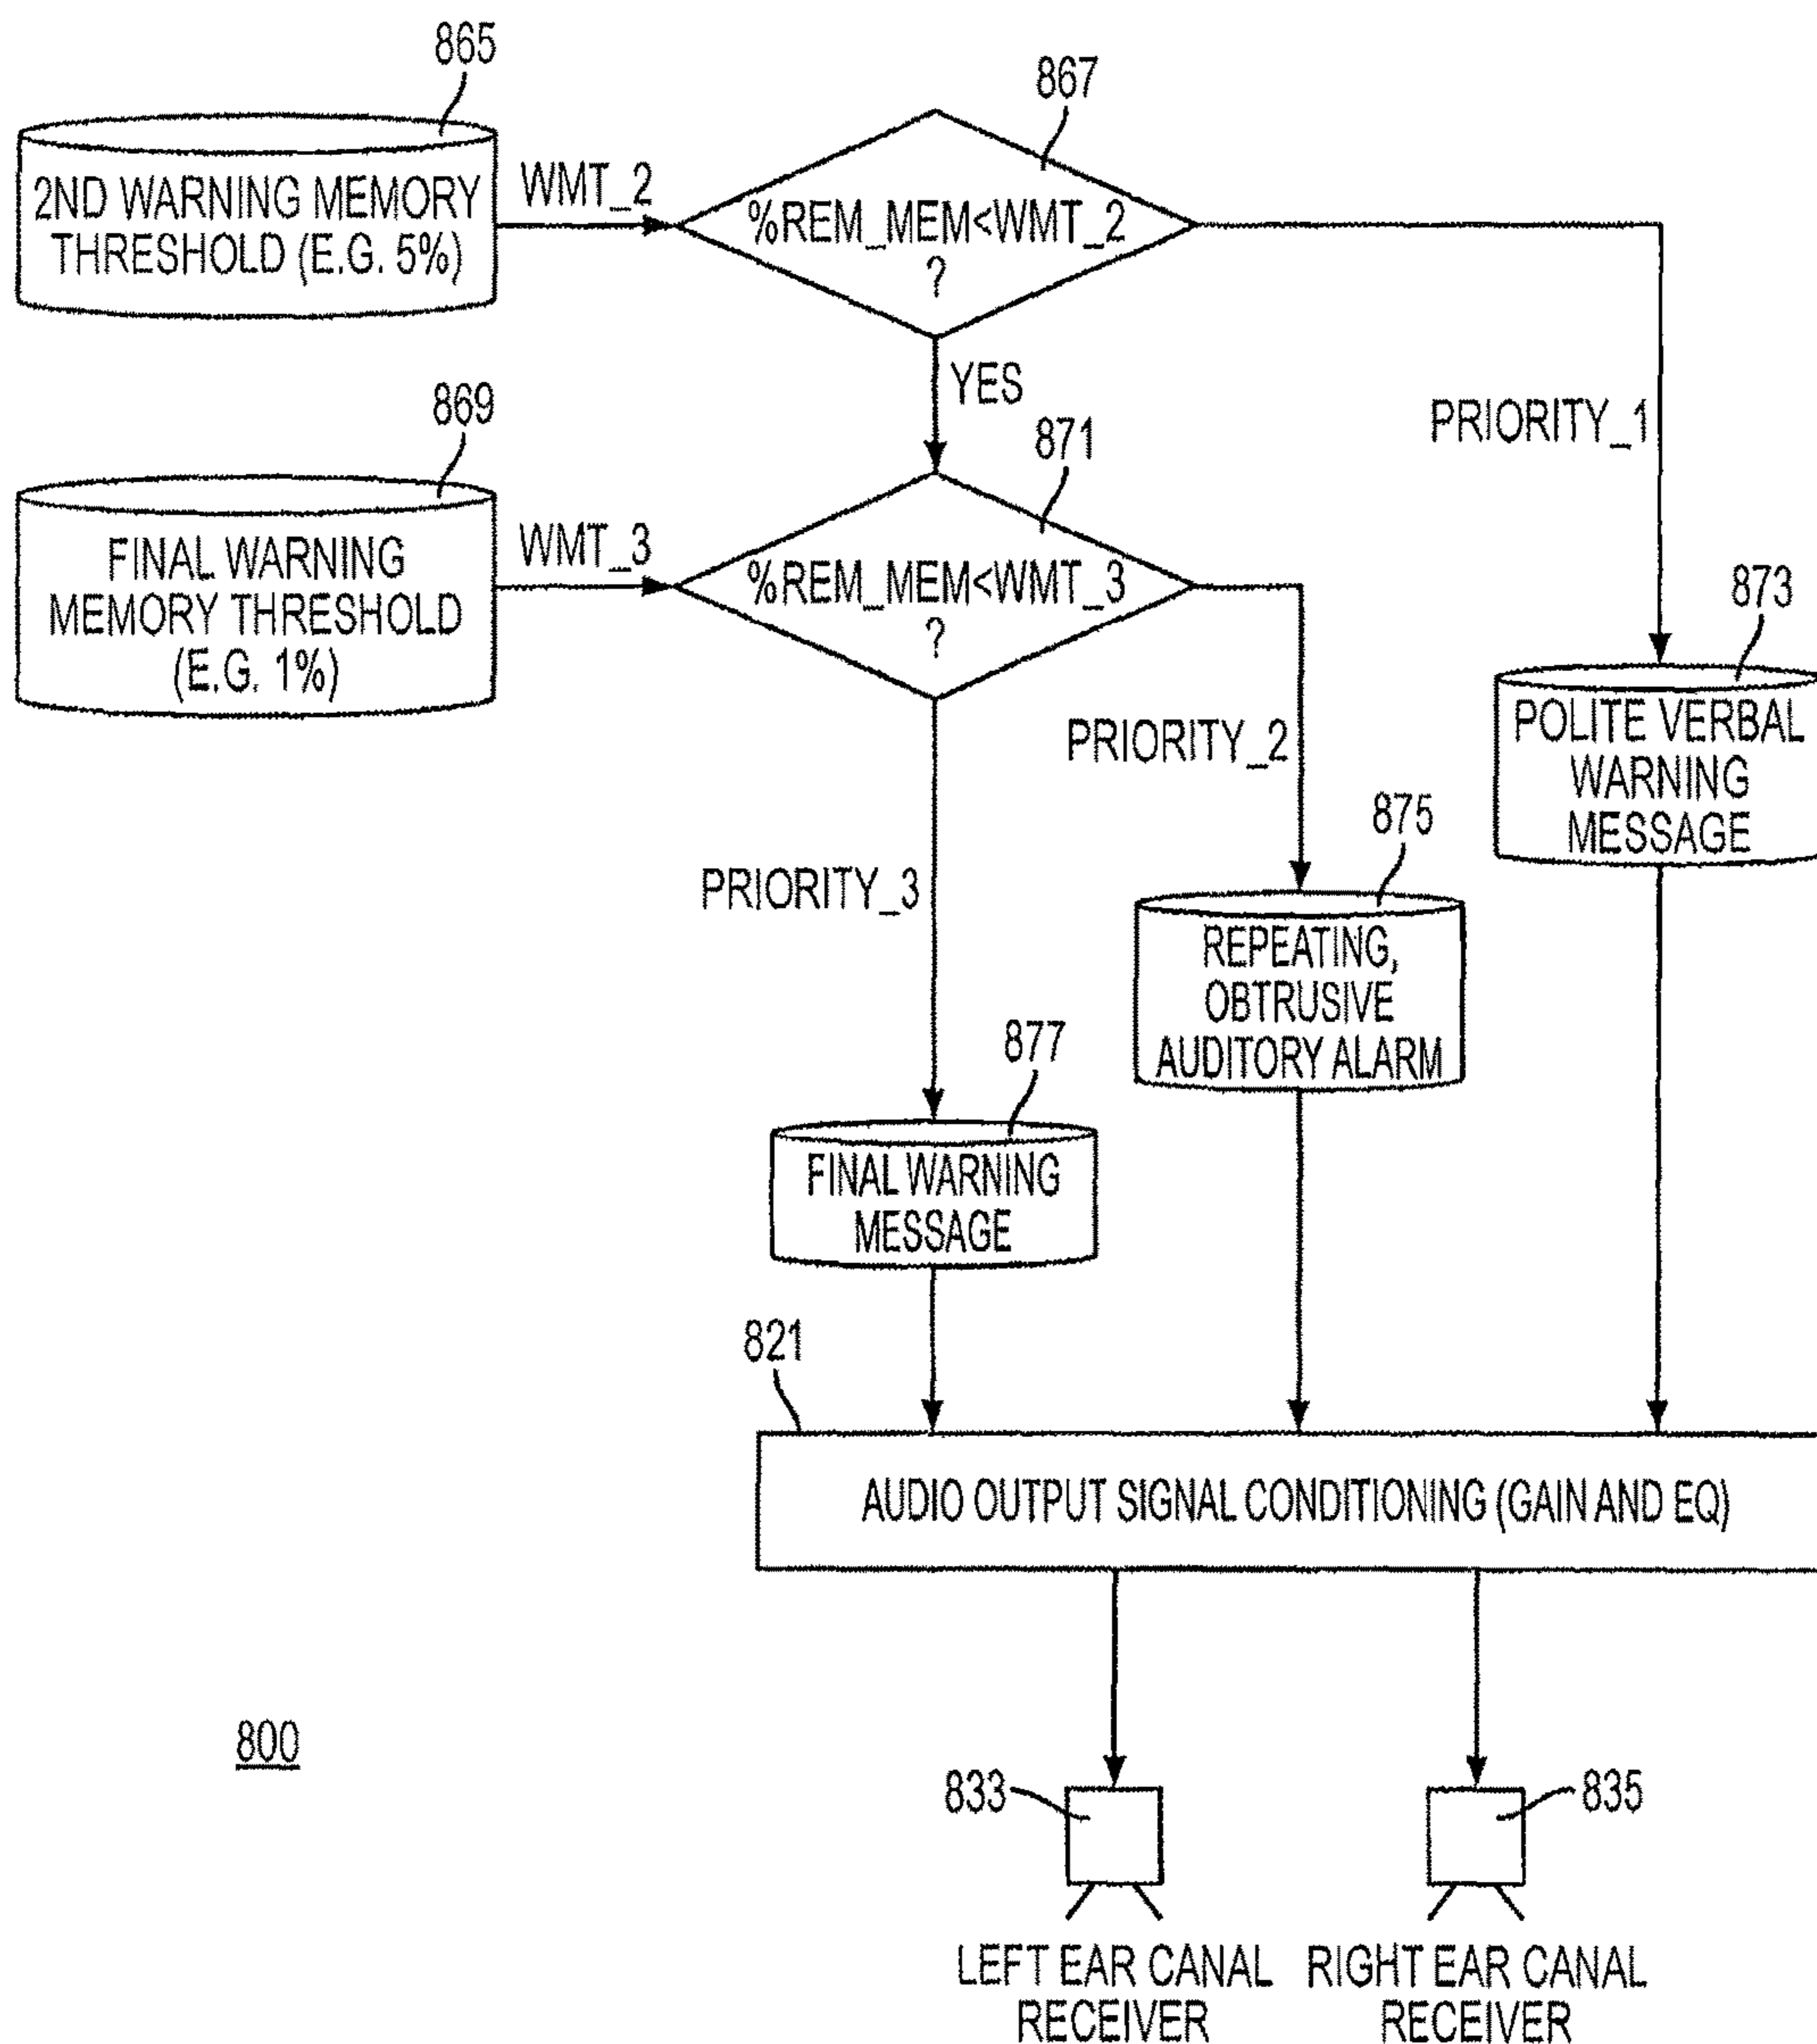 865
867
2ND WARNING MEMORY
THRESHOLD (E.G. 5%)
WMT_2
%REM_MEM<WMT_2
?
YES
PRIORITY_1
869
871
FINAL WARNING
MEMORY THRESHOLD
(E.G. 1%)
WMT_3
%REM_MEM<WMT_3
?
873
POLITE VERBAL
WARNING
MESSAGE
PRIORITY_2
875
PRIORITY_3
REPEATING,
OBTRUSIVE
AUDITORY ALARM
877
FINAL WARNING
MESSAGE
821
AUDIO OUTPUT SIGNAL CONDITIONING (GAIN AND EQ)
800
833
835
LEFT EAR CANAL
RECEIVER
RIGHT EAR CANAL
RECEIVER